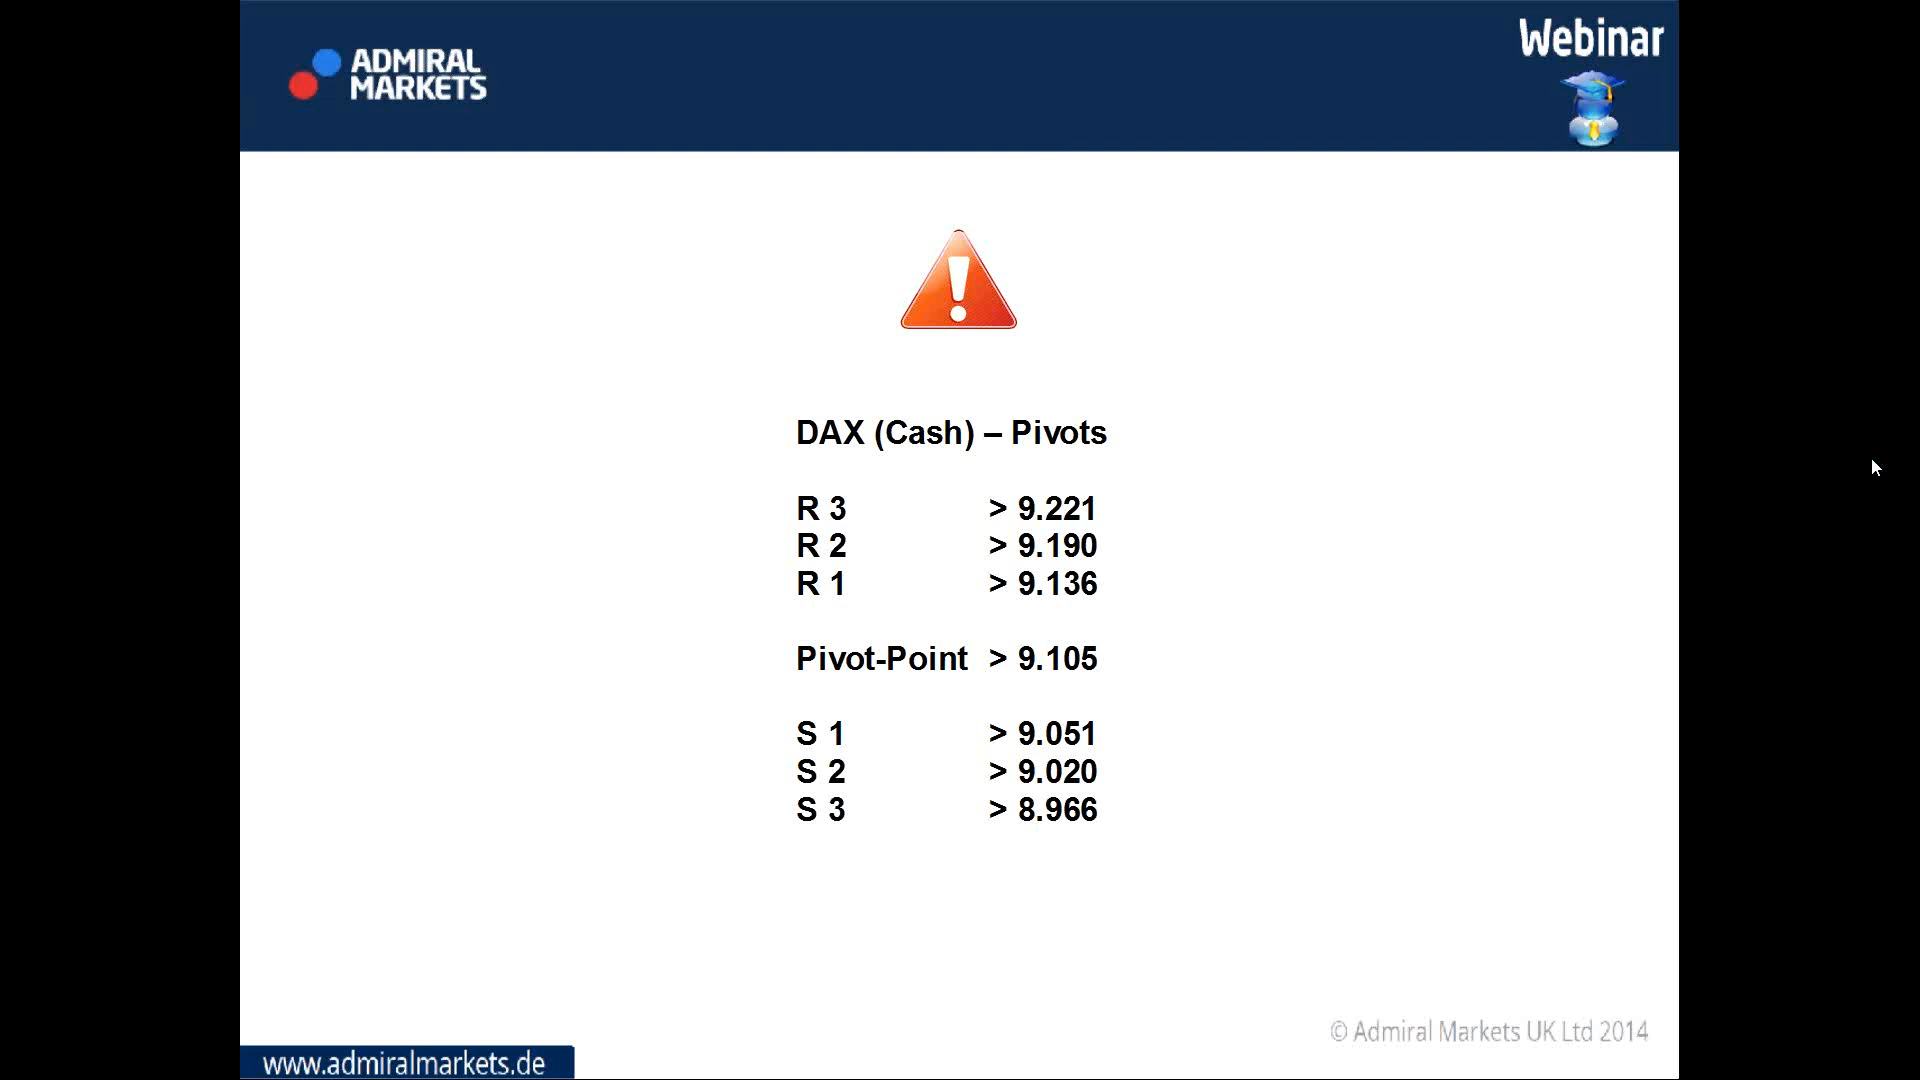 ADMIRAL
MARKETS
Webinar
DAX (Cash) – Pivots
R 3 > 9.221
R 2 > 9.190
R 1 > 9.136
Pivot-Point > 9.105
S 1 > 9.051
S 2 > 9.020
S 3 > 8.966
© Admiral Markets UK Ltd 2014
www.admiralmarkets.de